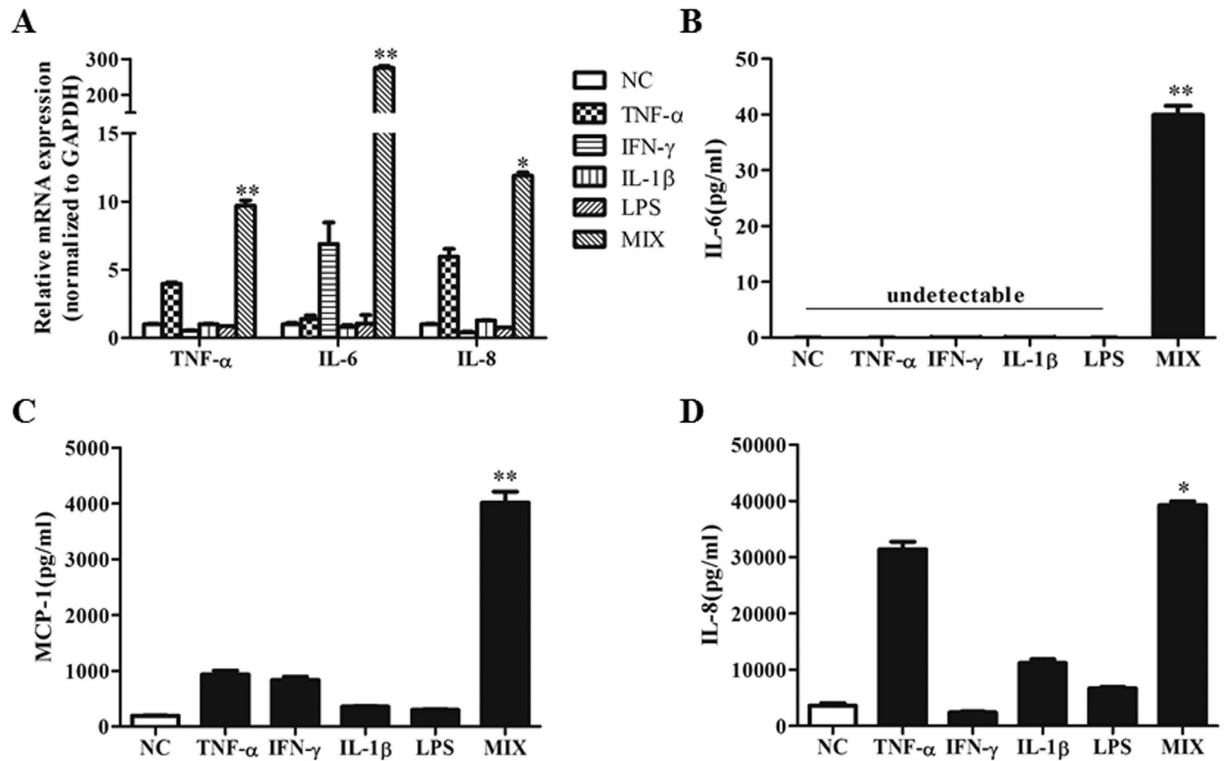 A
Relative mRNA expression
(normalized to GAPDH)
300
200
15
10
5
0
**
**
*
TNF-α IL-6 IL-8
NC
TNF-α
IFN-γ
IL-1β
LPS
MIX
B
IL-6(pg/ml)
50
40
30
20
10
0
**
undetectable
NC TNF-α IFN-γ IL-1β LPS MIX
C
MCP-1(pg/ml)
5000
4000
3000
2000
1000
0
**
NC TNF-α IFN-γ IL-1β LPS MIX
D
IL-8(pg/ml)
50000
40000
30000
20000
10000
0
*
NC TNF-α IFN-γ IL-1β LPS MIX